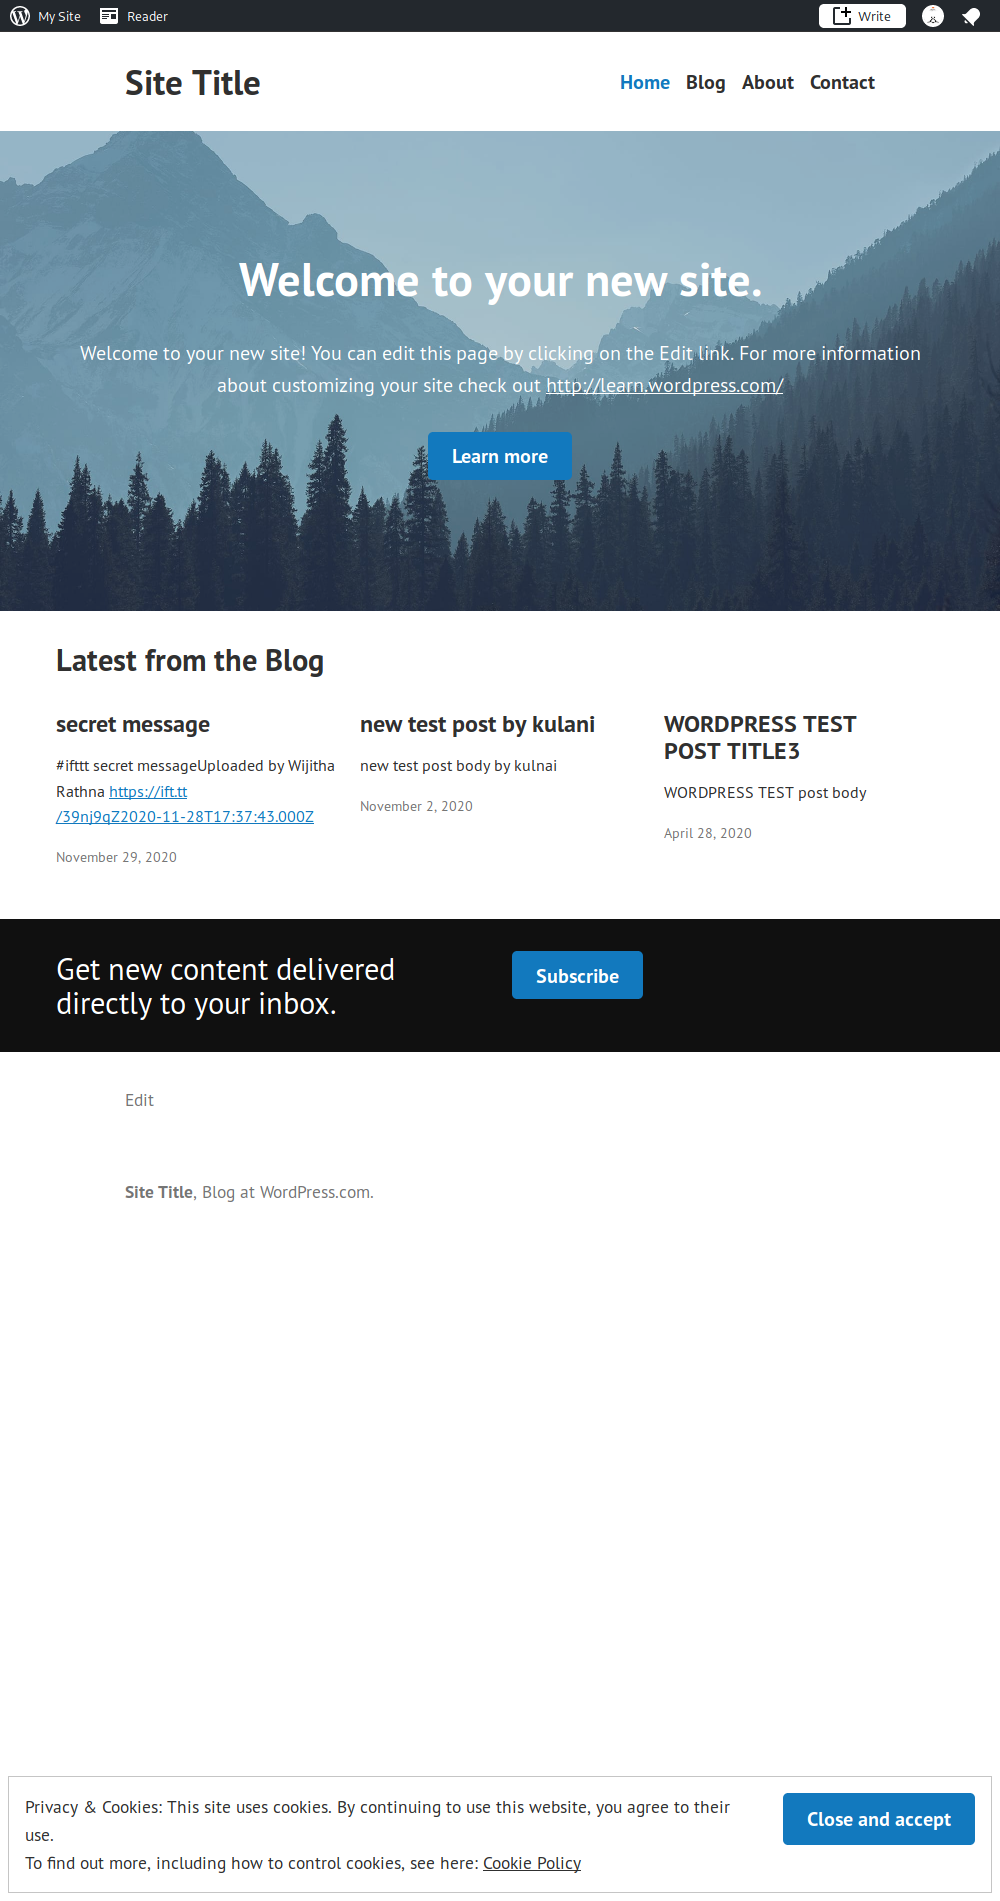 My Site Reader Write
Site Title
Home Blog About Contact
Welcome to your new site.
Welcome to your new site! You can edit this page by clicking on the Edit link. For more information
about customizing your site check out http://learn.wordpress.com/
Learn more
Latest from the Blog
secret message
#ifttt secret messageUploaded by Wijitha
Rathna https://ift.tt
/39nj9qZ2020-11-28T17:37:43.000Z
November 29, 2020
new test post by kulani
new test post body by kulnai
November 2, 2020
WORDPRESS TEST
POST TITLE3
WORDPRESS TEST post body
April 28, 2020
Get new content delivered
directly to your inbox.
Subscribe
Edit
Site Title, Blog at WordPress.com.
Privacy & Cookies: This site uses cookies. By continuing to use this website, you agree to their
use.
To find out more, including how to control cookies, see here: Cookie Policy
Close and accept